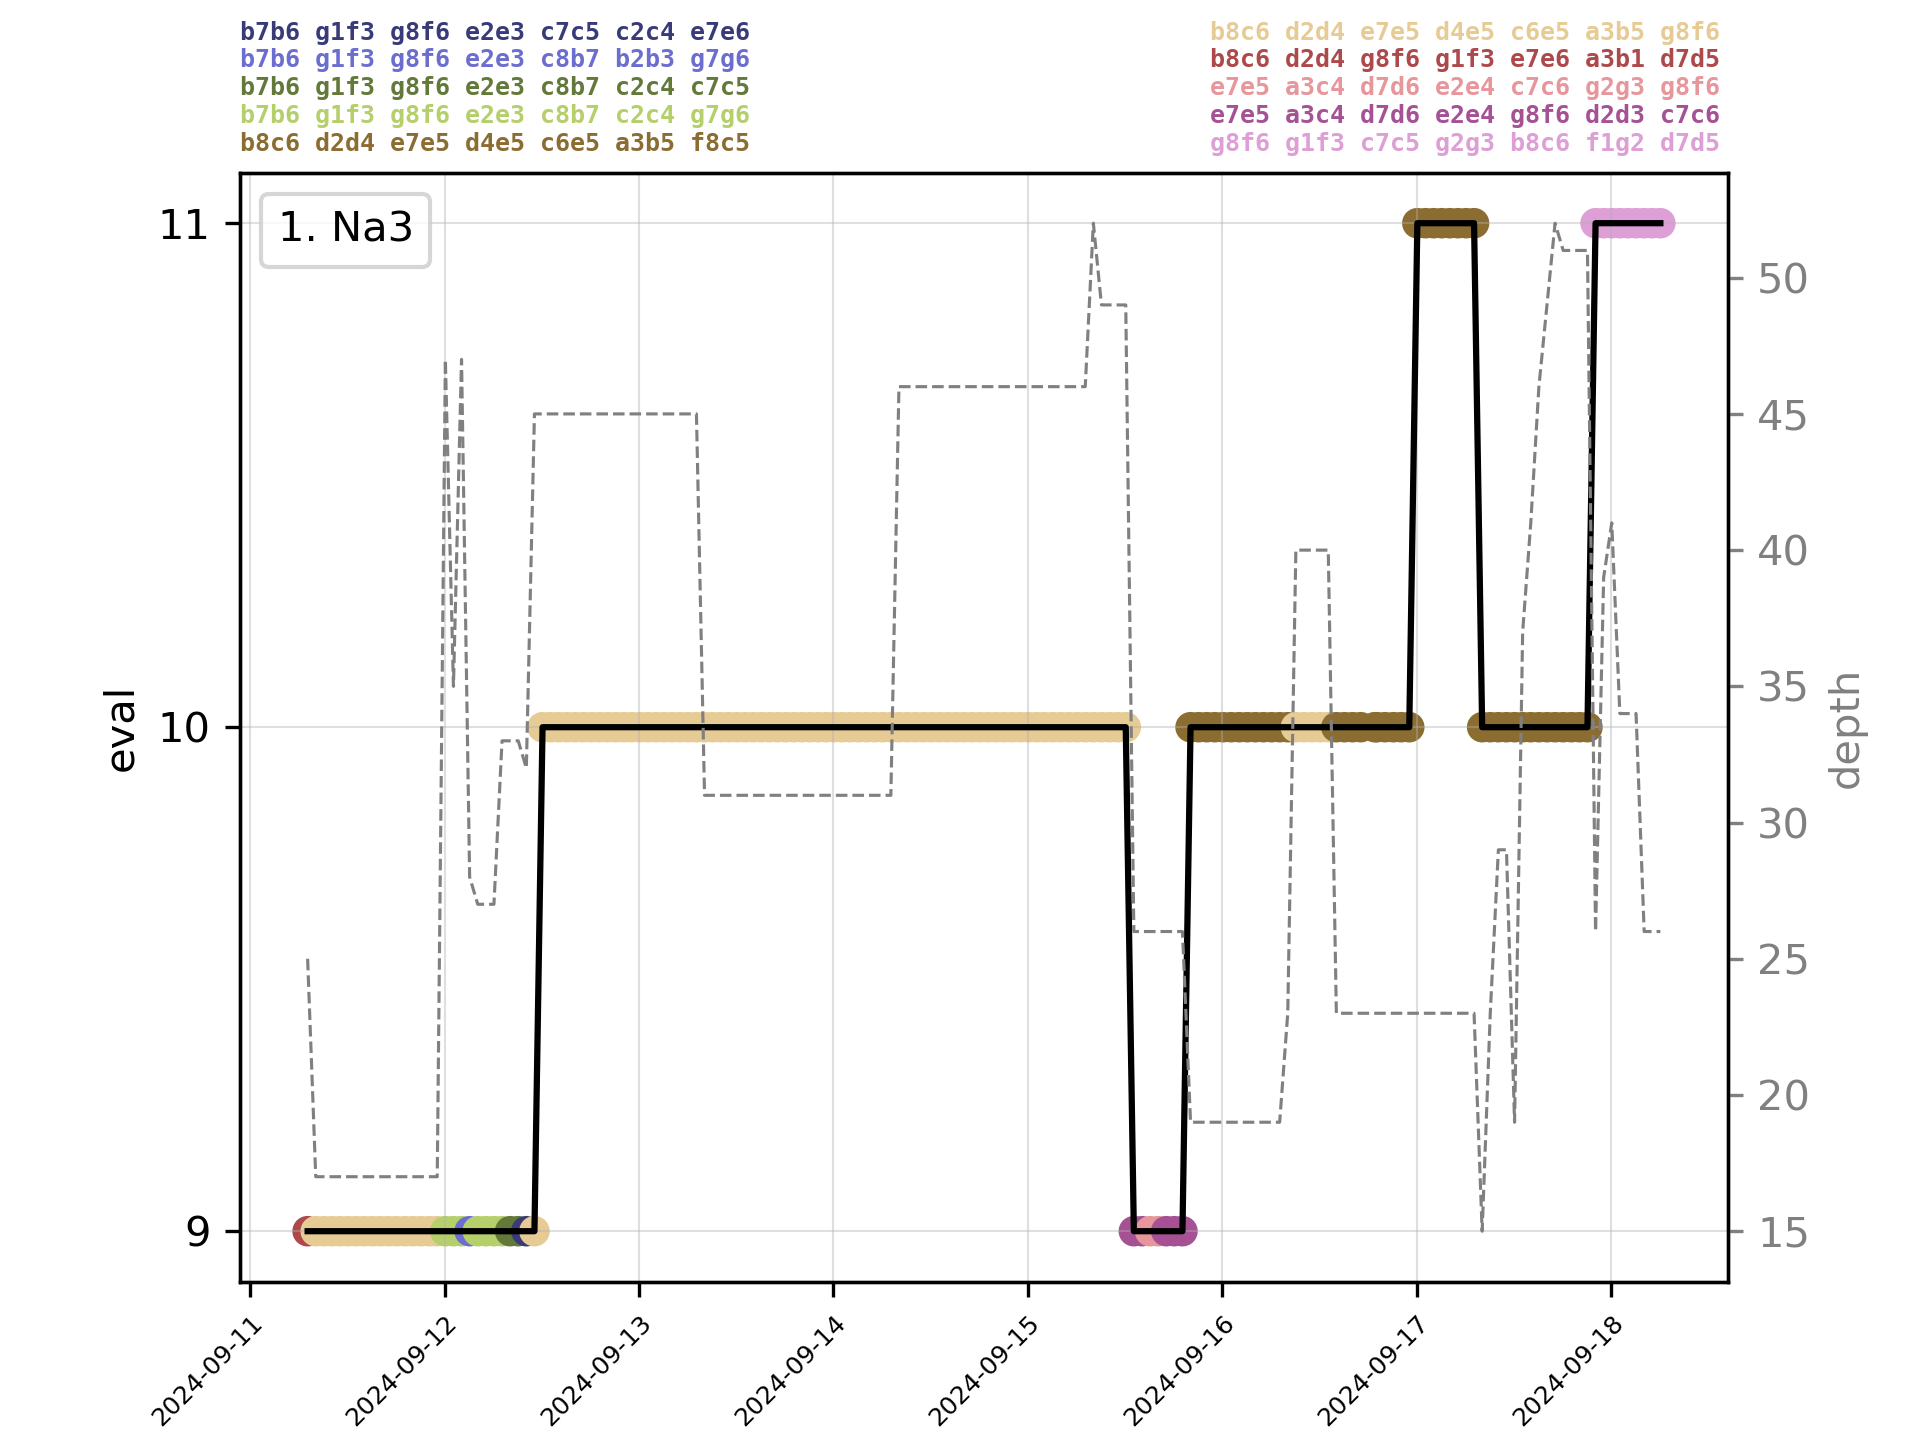 b7b6 g1f3 g8f6 e2e3 c7c5 c2c4 e7e6
b7b6 g1f3 g8f6 e2e3 c8b7 b2b3 g7g6
b7b6 g1f3 g8f6 e2e3 c8b7 c2c4 c7c5
b7b6 g1f3 g8f6 e2e3 c8b7 c2c4 g7g6
b8c6 d2d4 e7e5 d4e5 c6e5 a3b5 f8c5
b8c6 d2d4 e7e5 d4e5 c6e5 a3b5 g8f6
b8c6 d2d4 g8f6 g1f3 e7e6 a3b1 d7d5
e7e5 a3c4 d7d6 e2e4 c7c6 g2g3 g8f6
e7e5 a3c4 d7d6 e2e4 g8f6 d2d3 c7c6
g8f6 g1f3 c7c5 g2g3 b8c6 f1g2 d7d5
1. Na3
eval
11
10
9
50
45
40
35
30
25
20
15
depth
2024-09-11
2024-09-12
2024-09-13
2024-09-14
2024-09-15
2024-09-16
2024-09-17
2024-09-18